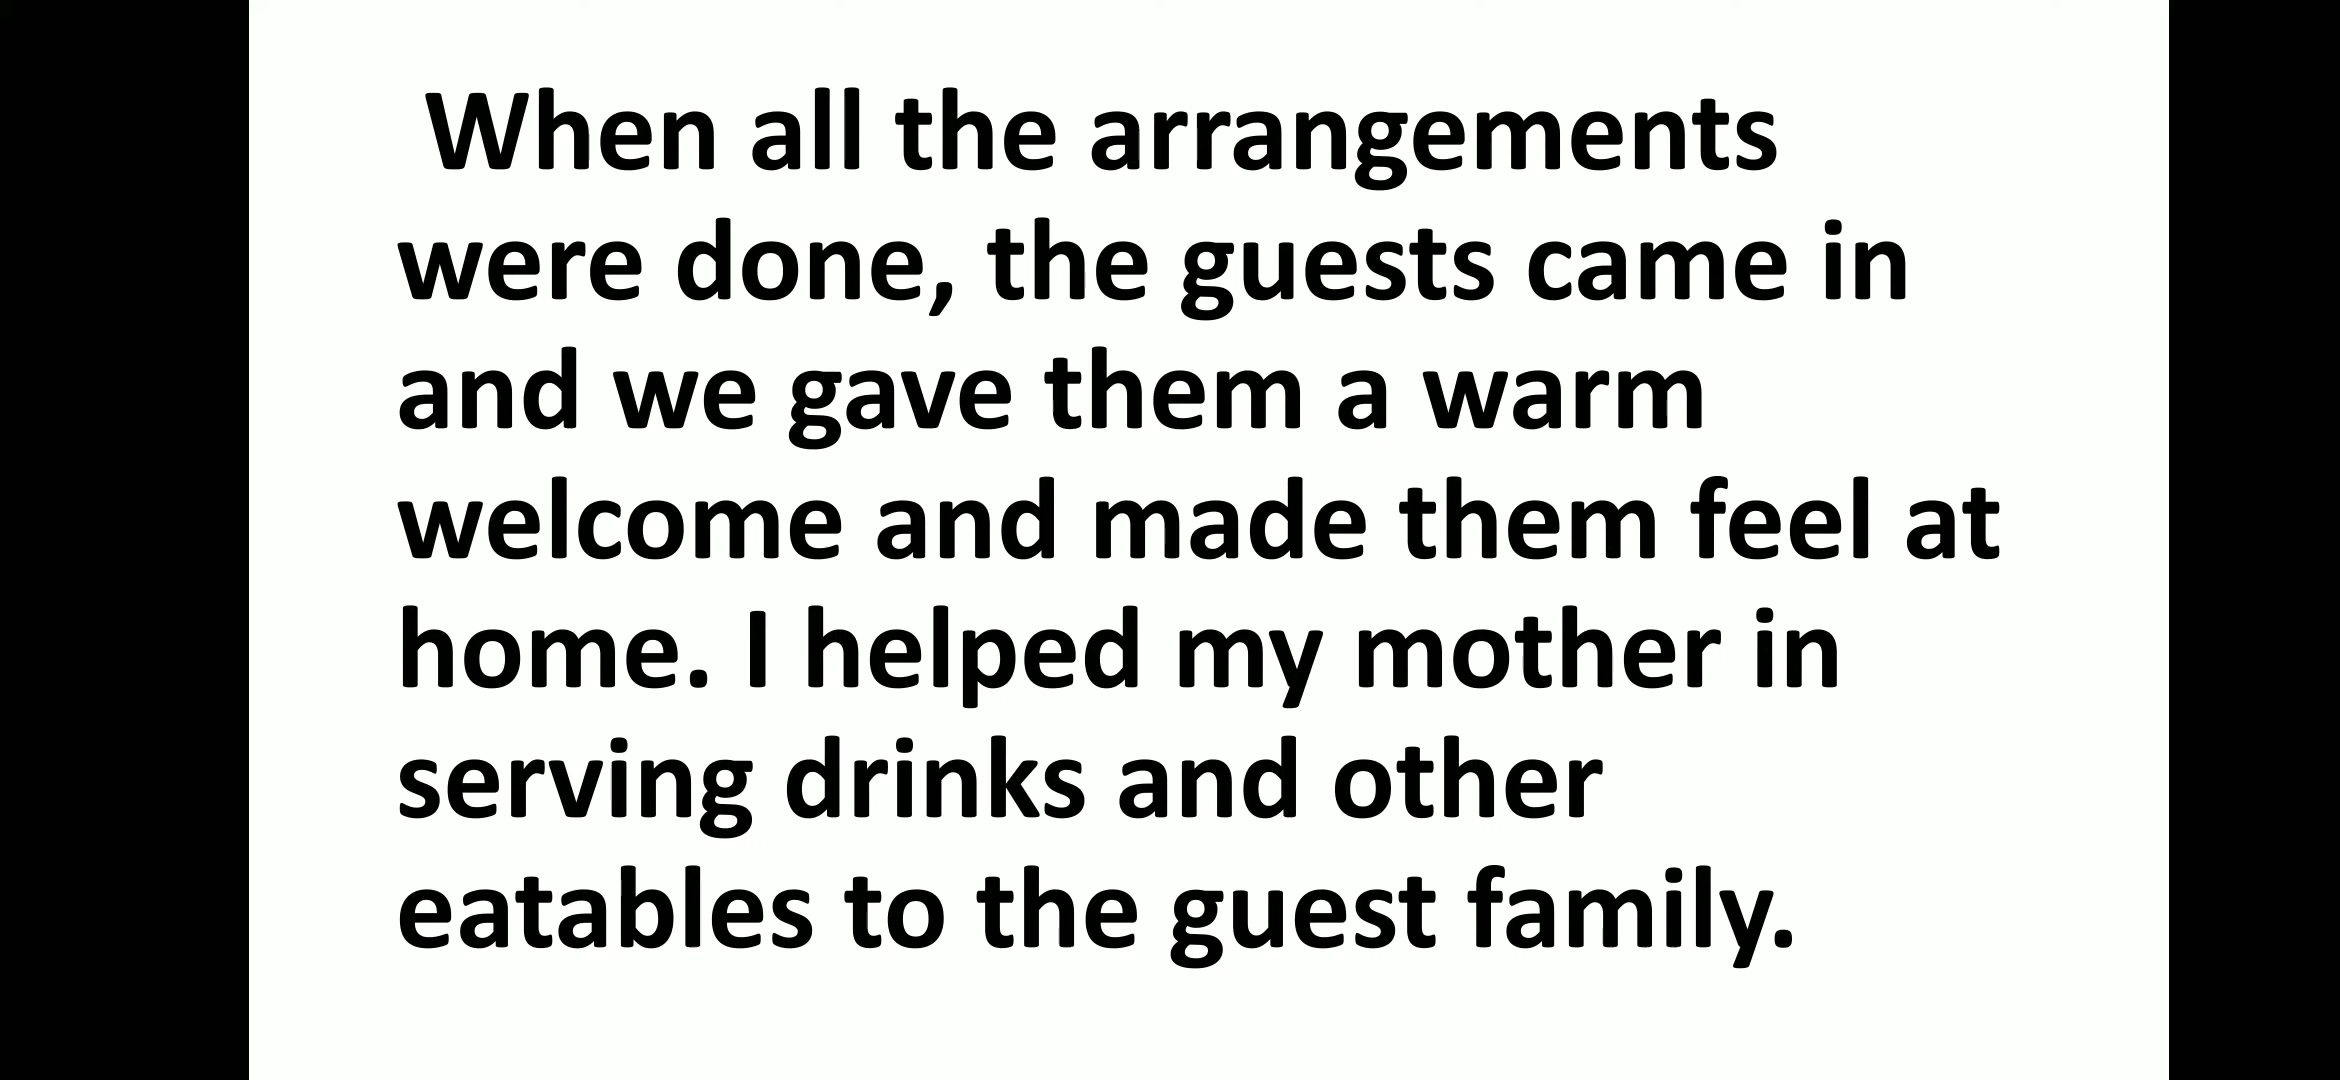 When all the arrangements
were done, the guests came in
and we gave them a warm
welcome and made them feel at
home. I helped my mother in
serving drinks and other
eatables to the guest family.